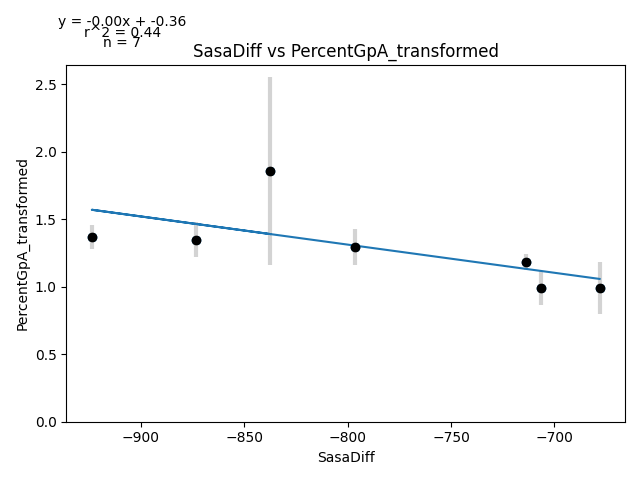 y = -0.00x + -0.36
r^2 = 0.44
n = 7
SasaDiff vs PercentGpA_transformed
2.5
2.0
1.5
1.0
0.5
0.0
PercentGpA_transformed
−900
−850
−800
−750
−700
SasaDiff